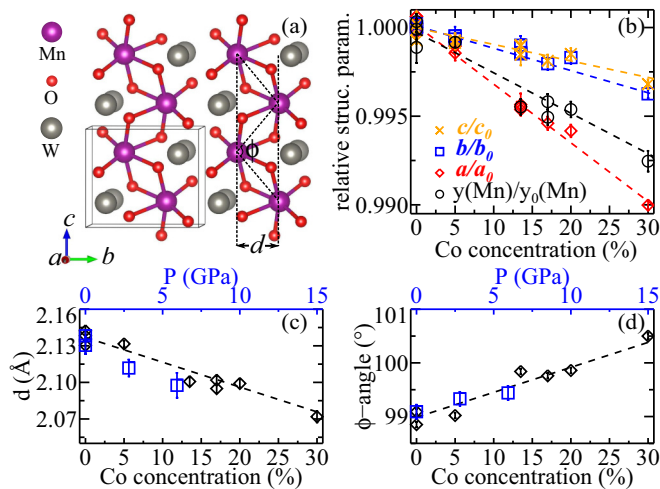 (a)
Mn
O
W
ϕ
c
a
b
d
(b)
relative struc. param.
1.000
0.995
0.990
c/c0
b/b0
a/a0
y(Mn)/y0(Mn)
0 5 10 15 20 25 30
Co concentration (%)
P (GPa)
0 5 10 15
(c)
d (Å)
2.16
2.13
2.10
2.07
0 5 10 15 20 25 30
Co concentration (%)
P (GPa)
0 5 10 15
(d)
ϕ−angle (°)
101
100
99
0 5 10 15 20 25 30
Co concentration (%)